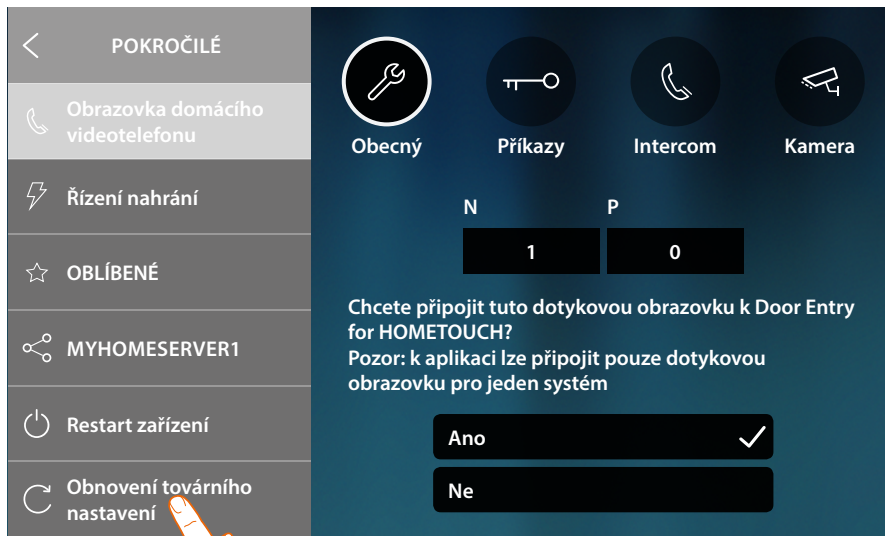 POKROČILÉ
Obrazovka domácího
videotelefonu
Řízení nahrání
OBLÍBENÉ
MYHOMESERVER1
Restart zařízení
Obnovení továrního
nastavení
Obecný
Příkazy
Intercom
Kamera
N
P
1
0
Chcete připojit tuto dotykovou obrazovku k Door Entry
for HOMETOUCH?
Pozor: k aplikaci lze připojit pouze dotykovou
obrazovku pro jeden systém
Ano
Ne